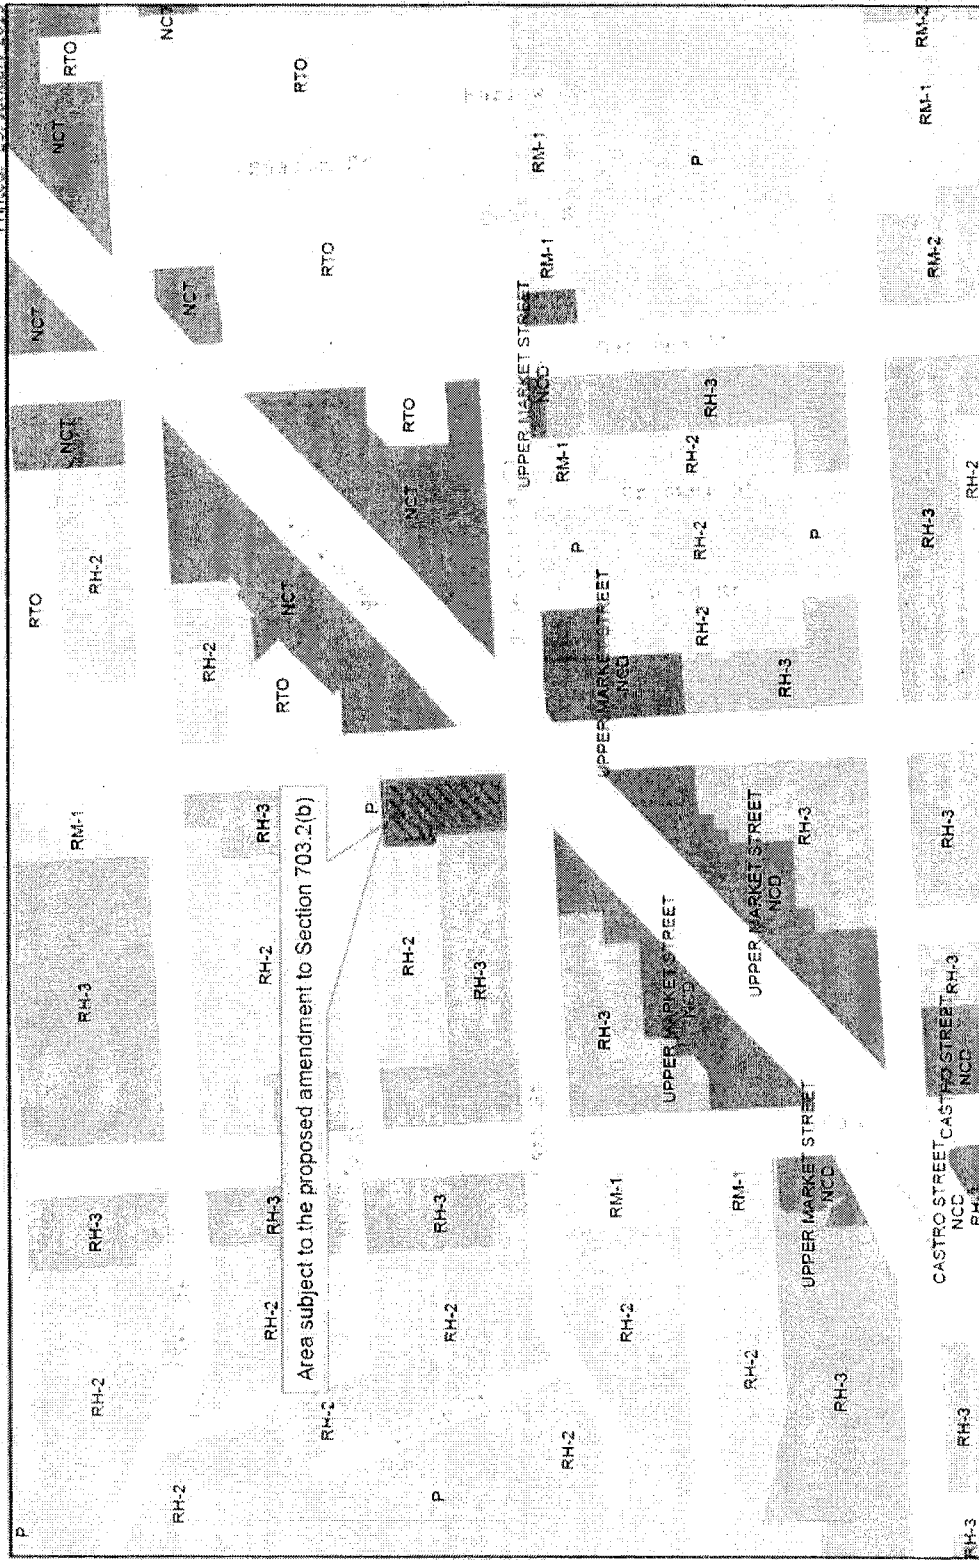 P
RTO
NCT
RTO
NCT
NCT
RM-1
RH-3
RH-3
RH-2
RH-2
NCT
RH-2
NCT
RH-2
RH-2
RH-3
RH-2
RH-3
RTO
NCT
RTO
Area subject to the proposed amendment to Section 703.2(b)
RH-2
RTO
P
RH-2
NCT
RTO
P
RH-2
RH-3
RH-3
UPPER MARKET STREET
NCD
RM-1
RM-1
RM-1
RH-2
P
RH-3
UPPER MARKET STREET
NCD
RH-2
RM-1
UPPER MARKET STREET
NCD
RH-2
RH-2
RH-2
P
RH-3
RM-1
RH-2
UPPER MARKET STREET
NCD
RH-3
RH-3
UPPER MARKET STREET
NCD
P
RH-3
RH-3
RM-1
RM-2
RM-2
CASTRO STREET
NCD
CASTRO STREET
NCD
RH-3
RH-3
RH-3
RH-3
RH-2